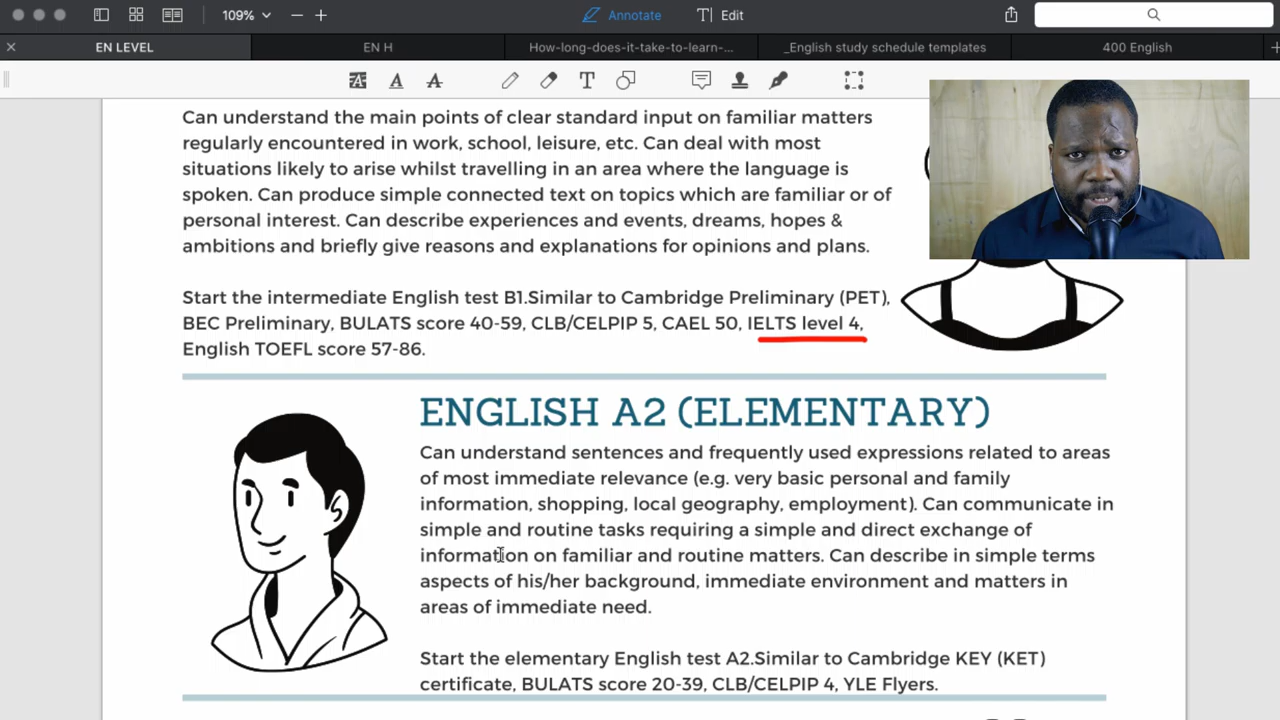 109%
Annotate
Edit
EN LEVEL
EN H
How-long-does-it-take-to-learn-...
_English study schedule templates
400 English
Can understand the main points of clear standard input on familiar matters
regularly encountered in work, school, leisure, etc. Can deal with most
situations likely to arise whilst travelling in an area where the language is
spoken. Can produce simple connected text on topics which are familiar or of
personal interest. Can describe experiences and events, dreams, hopes &
ambitions and briefly give reasons and explanations for opinions and plans.
Start the intermediate English test B1.Similar to Cambridge Preliminary (PET),
BEC Preliminary, BULATS score 40-59, CLB/CELPIP 5, CAEL 50, IELTS level 4,
English TOEFL score 57-86.
ENGLISH A2 (ELEMENTARY)
Can understand sentences and frequently used expressions related to areas
of most immediate relevance (e.g. very basic personal and family
information, shopping, local geography, employment). Can communicate in
simple and routine tasks requiring a simple and direct exchange of
information on familiar and routine matters. Can describe in simple terms
aspects of his/her background, immediate environment and matters in
areas of immediate need.
Start the elementary English test A2.Similar to Cambridge KEY (KET)
certificate, BULATS score 20-39, CLB/CELPIP 4, YLE Flyers.